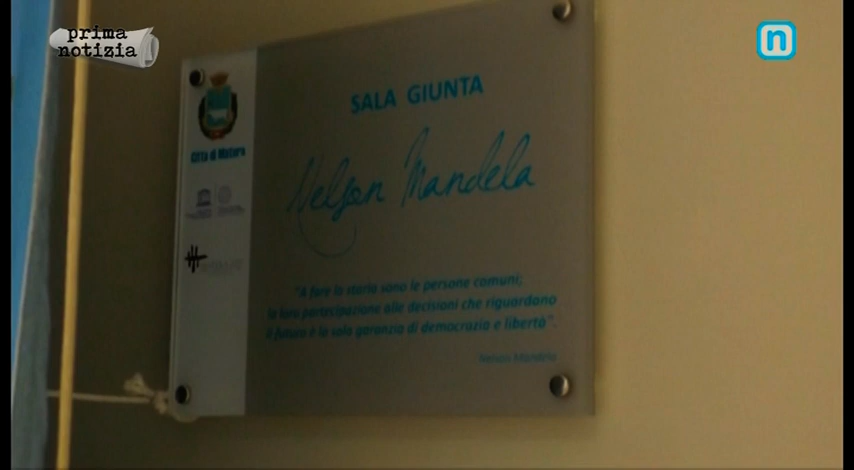 prima
notizia
n
SALA GIUNTA
Città di Matera
Nelson Mandela
"A fare la storia sono le persone comuni;
la loro partecipazione alle decisioni che riguardano
il futuro è la sola garanzia di democrazia e libertà".
Nelson Mandela